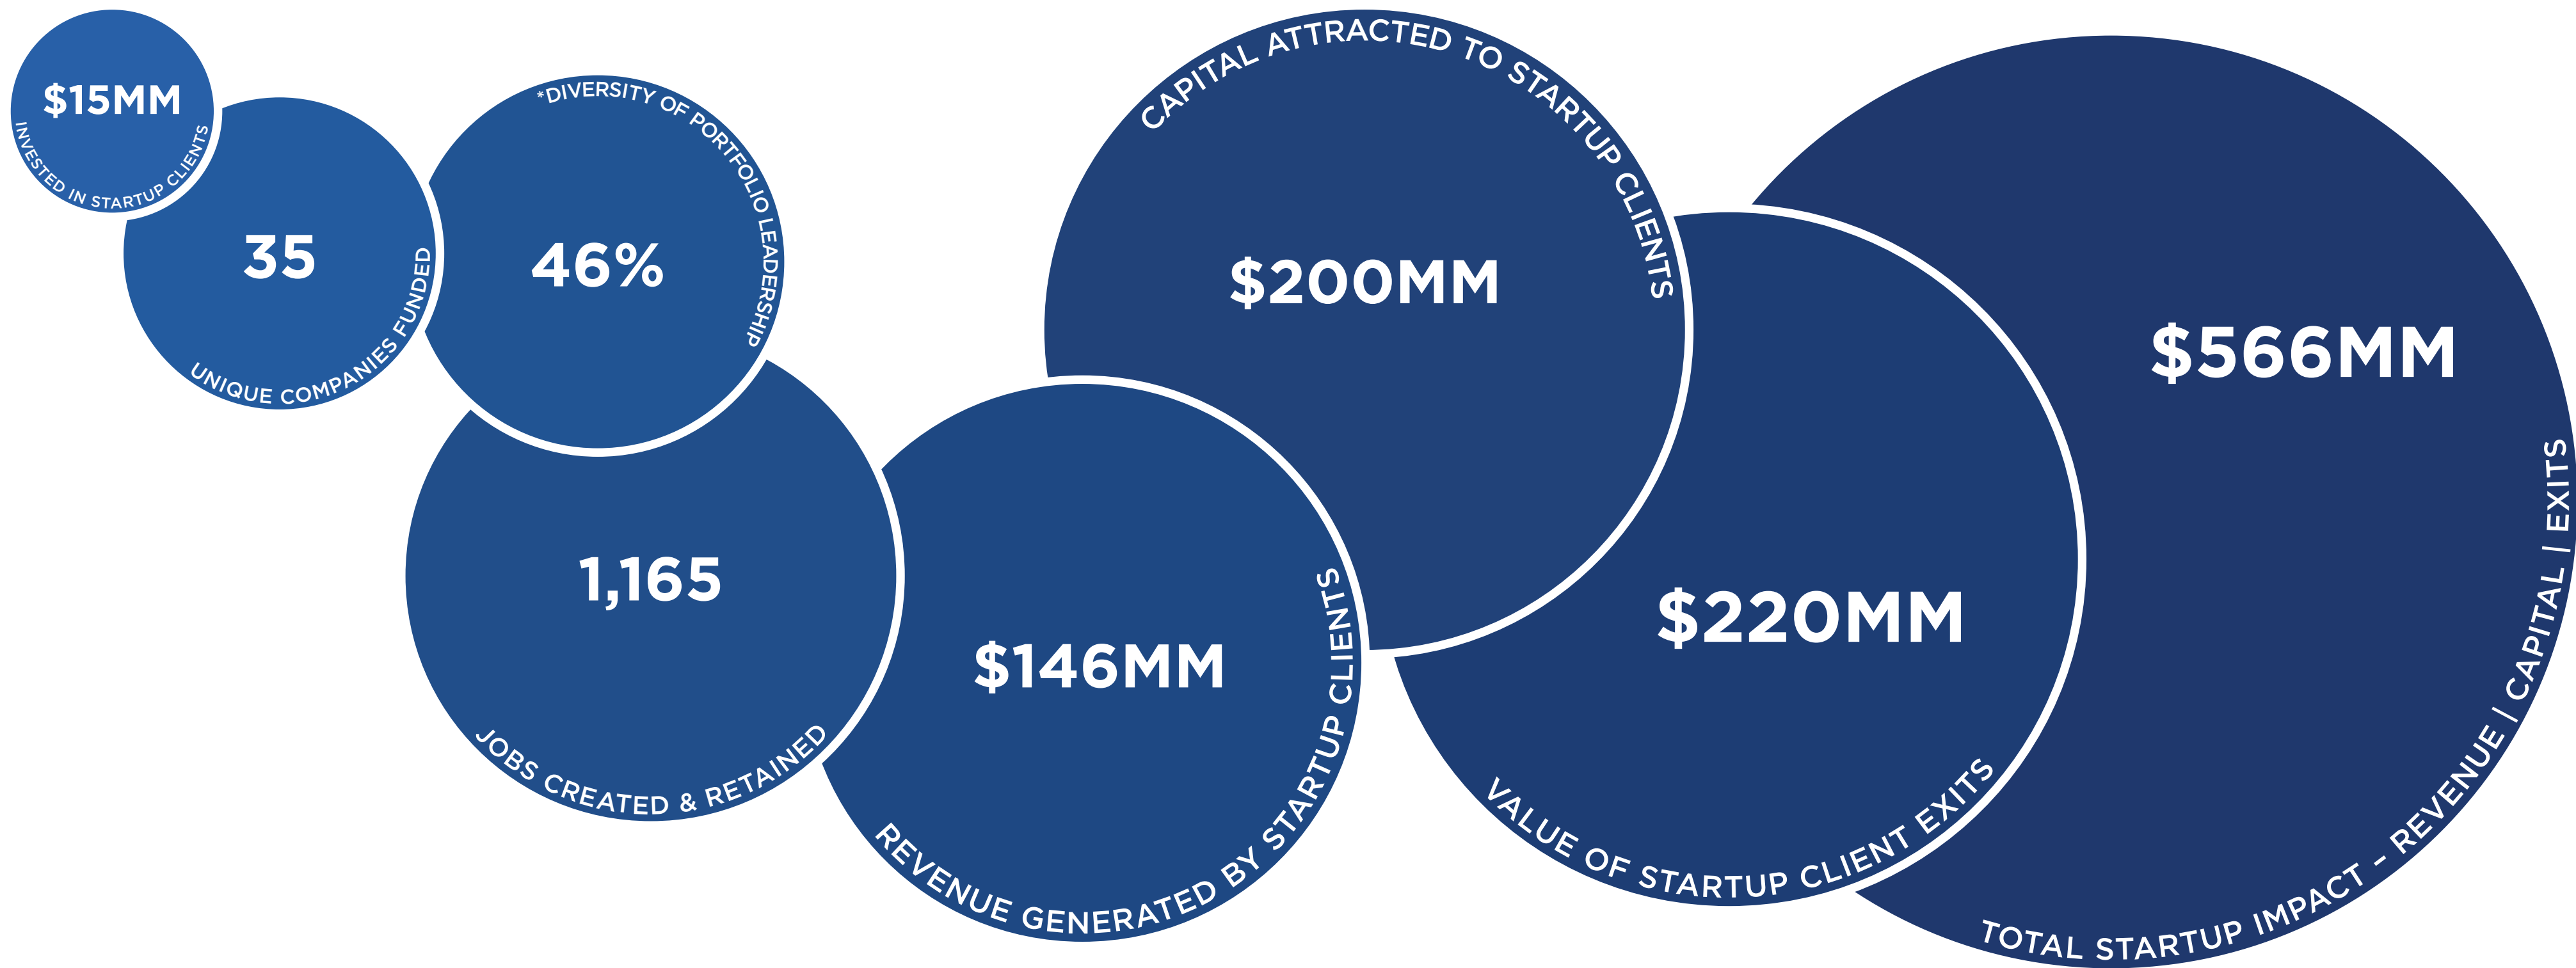 $15MM
INVESTED IN STARTUP CLIENTS
35
UNIQUE COMPANIES FUNDED
46%
*DIVERSITY OF PORTFOLIO LEADERSHIP
1,165
JOBS CREATED & RETAINED
$146MM
REVENUE GENERATED BY STARTUP CLIENTS
CAPITAL ATTRACTED TO STARTUP CLIENTS
$200MM
$220MM
VALUE OF STARTUP CLIENT EXITS
$566MM
TOTAL STARTUP IMPACT – REVENUE | CAPITAL | EXITS